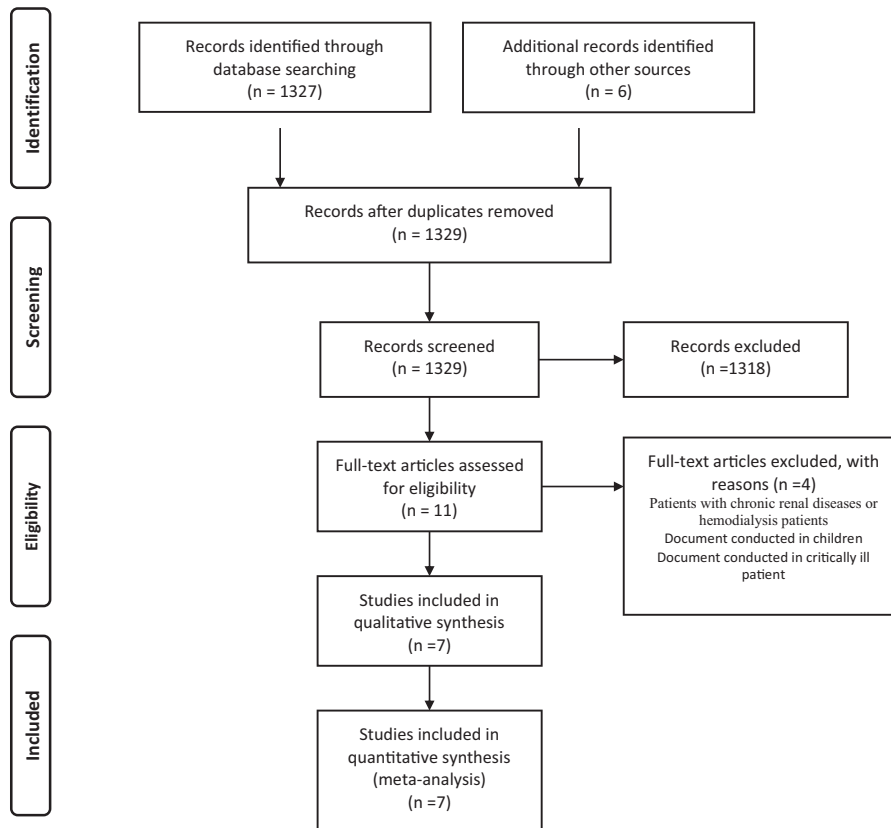 Identification
Records identified through
database searching
(n = 1327)
Additional records identified
through other sources
(n = 6)
Records after duplicates removed
(n = 1329)
Screening
Records screened
(n = 1329)
Records excluded
(n =1318)
Eligibility
Full-text articles assessed
for eligibility
(n = 11)
Full-text articles excluded, with
reasons (n =4)
Patients with chronic renal diseases or
hemodialysis patients
Document conducted in children
Document conducted in critically ill
patient
Studies included in
qualitative synthesis
(n =7)
Included
Studies included in
quantitative synthesis
(meta-analysis)
(n =7)